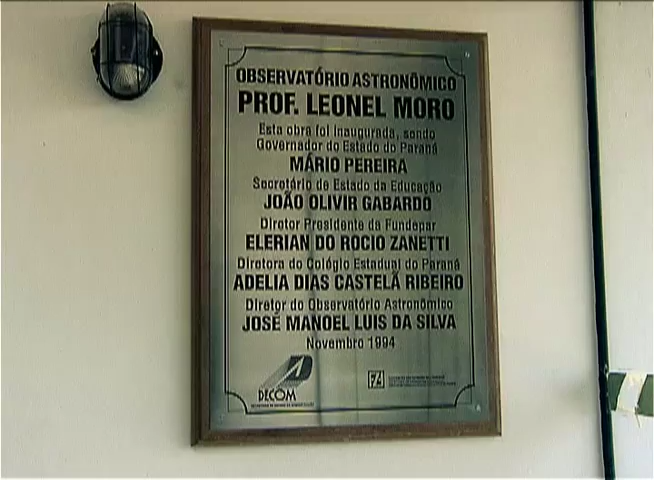 OBSERVATÓRIO ASTRONÔMICO
PROF. LEONEL MORO
Esta obra foi inaugurada, sendo
Governador do Estado do Paraná
MÁRIO PEREIRA
Secretário de Estado da Educação
JOÃO OLIVIR GABARDO
Diretor Presidente da Fundepar
ELERIAN DO ROCIO ZANETTI
Diretora do Colégio Estadual do Paraná
ADELIA DIAS CASTELÃ RIBEIRO
Diretor do Observatório Astronômico
JOSÉ MANOEL LUIS DA SILVA
Novembro 1994
DECOM